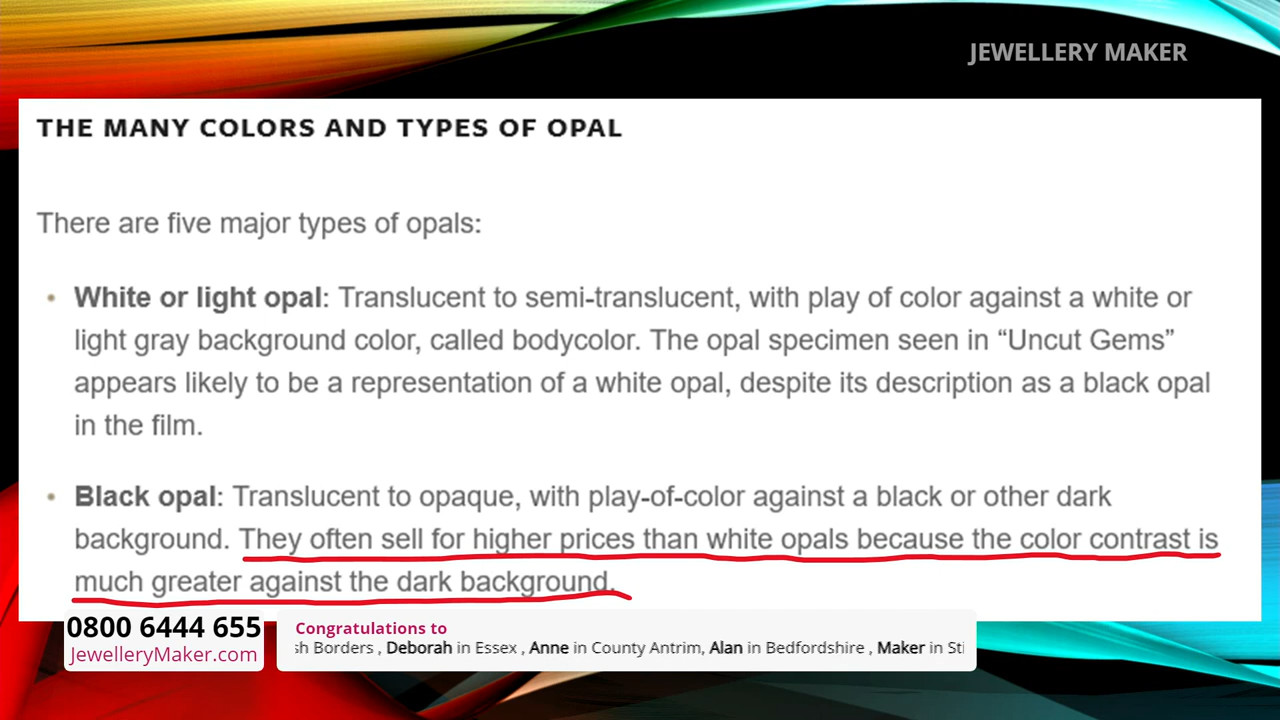 JEWELLERY MAKER
THE MANY COLORS AND TYPES OF OPAL
There are five major types of opals:
• White or light opal: Translucent to semi-translucent, with play of color against a white or
light gray background color, called bodycolor. The opal specimen seen in “Uncut Gems”
appears likely to be a representation of a white opal, despite its description as a black opal
in the film.
• Black opal: Translucent to opaque, with play-of-color against a black or other dark
background. They often sell for higher prices than white opals because the color contrast is
much greater against the dark background.
0800 6444 655
JewelleryMaker.com
Congratulations to
Borders , Deborah in Essex , Anne in County Antrim, Alan in Bedfordshire , Maker in